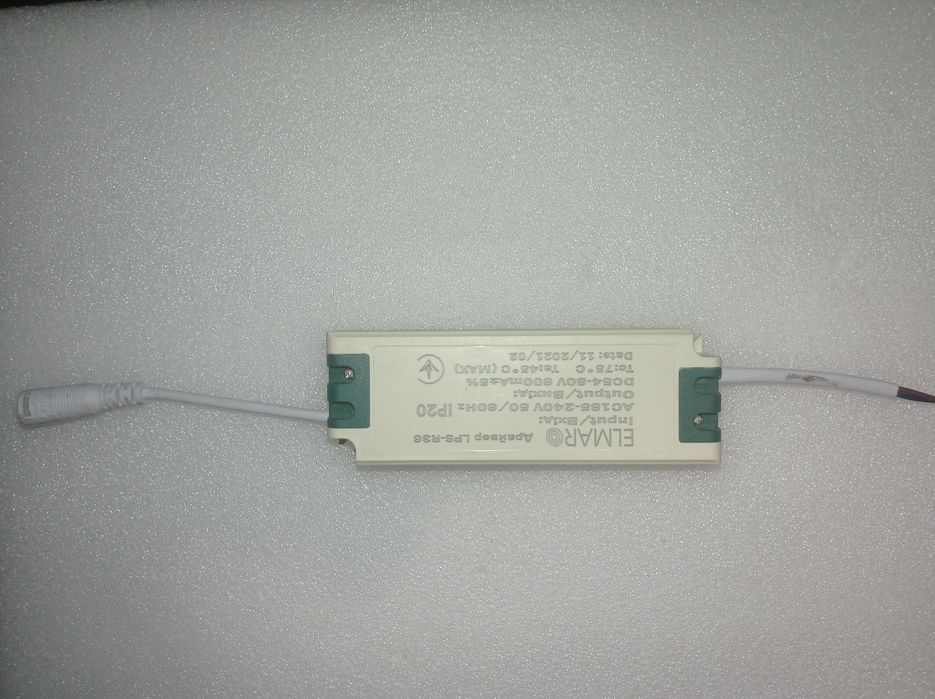 ELMAR Драйвер LPS-R36
Input/Вхід:
AC165-240V 50/60Hz IP20
Output/Вихід:
DC54-80V 600mA±5%
Tc:75°C Ta:45°C (MAX)
Date: 11/2021/02